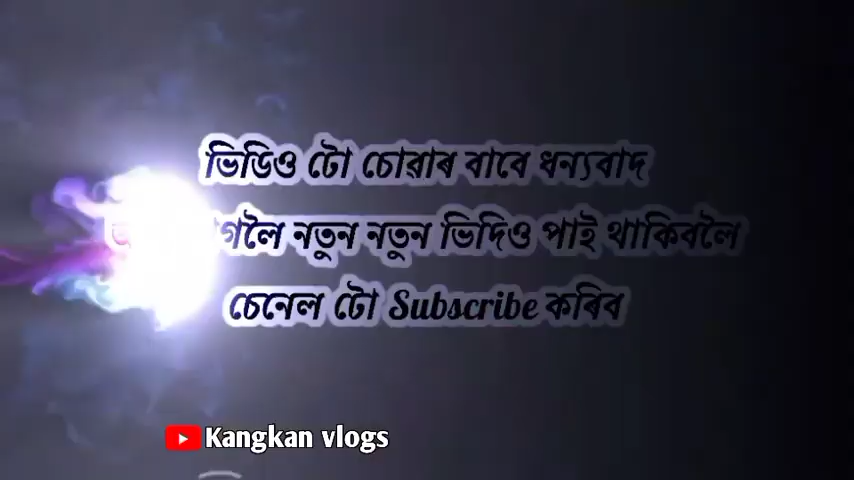 ভিডিও টো চোৱাৰ বাবে ধন্যবাদ
নতুন নতুন ভিদিও পাই থাকিবলৈ
চেনেল টো Subscribe কৰিব
Kangkan vlogs